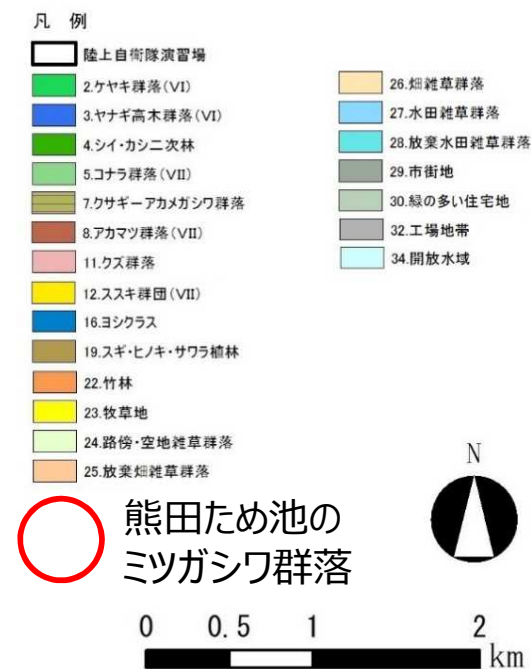 凡 例
陸上自衛隊演習場
2.ケヤキ群落(VI)
3.ヤナギ高木群落(VI)
4.シイ・カシ二次林
5.コナラ群落(VII)
7.クサギーアカメガシワ群落
8.アカマツ群落(VII)
11.クズ群落
12.ススキ群団(VII)
16.ヨシクラス
19.スギ・ヒノキ・サワラ植林
22.竹林
23.牧草地
24.路傍・空地雑草群落
25.放棄畑雑草群落
26.畑雑草群落
27.水田雑草群落
28.放棄水田雑草群落
29.市街地
30.緑の多い住宅地
32.工場地帯
34.開放水域
熊田ため池の
ミツガシワ群落
N
0 0.5 1 2
km